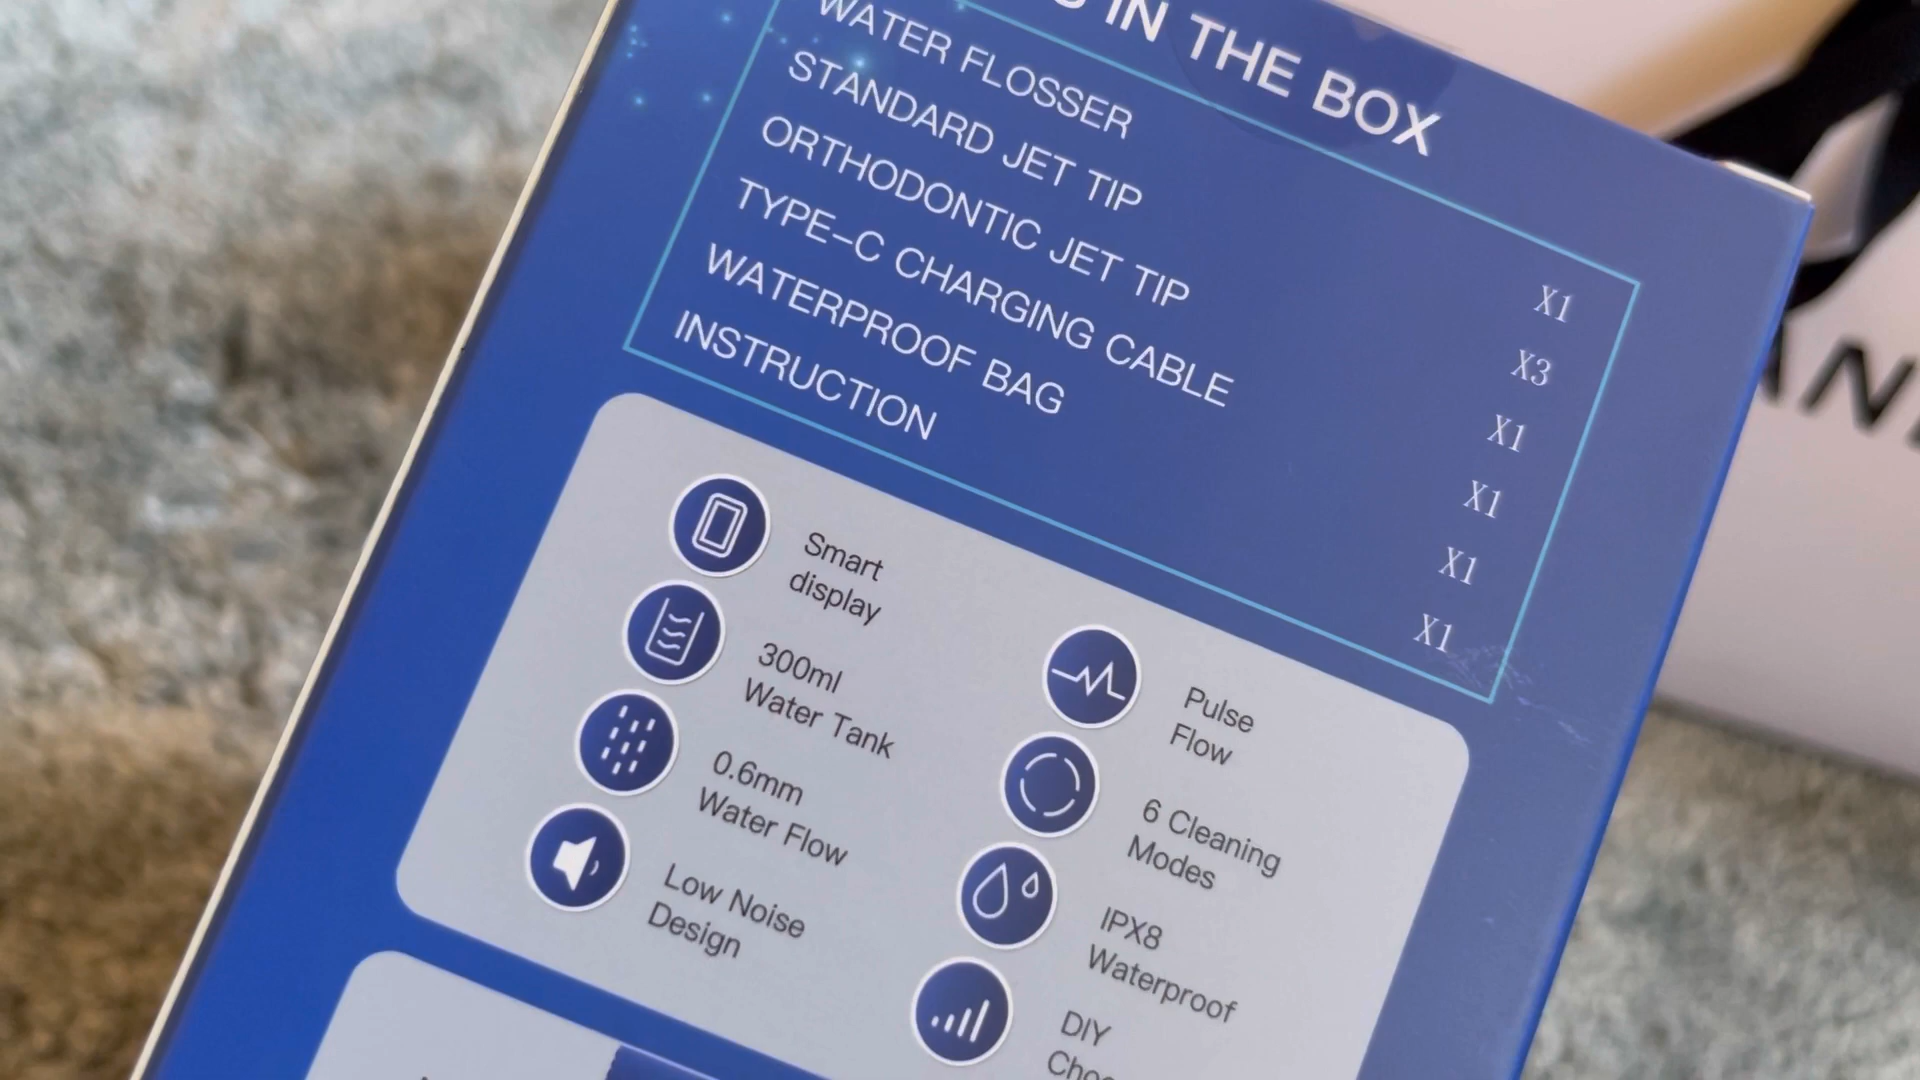 IN THE BOX
WATER FLOSSER X1
STANDARD JET TIP X3
ORTHODONTIC JET TIP X1
TYPE-C CHARGING CABLE X1
WATERPROOF BAG X1
INSTRUCTION X1
Smart
display
300ml
Water Tank
0.6mm
Water Flow
Low Noise
Design
Pulse
Flow
6 Cleaning
Modes
IPX8
Waterproof
DIY